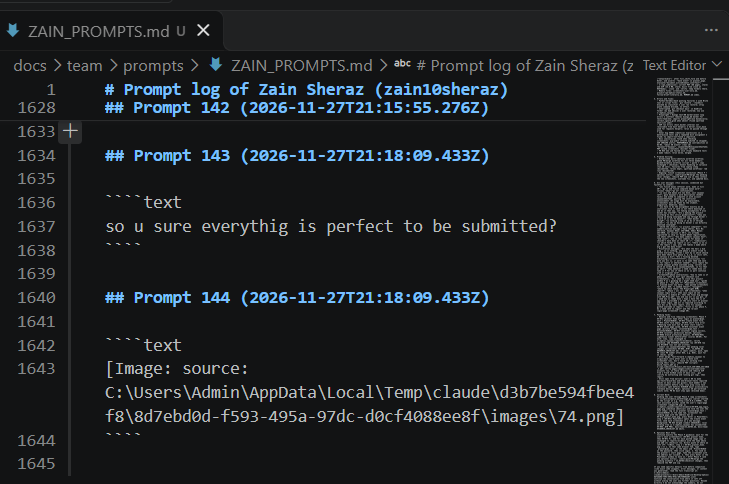 ZAIN_PROMPTS.md U
docs > team > prompts > ZAIN_PROMPTS.md > abc # Prompt log of Zain Sheraz (z Text Editor
1 # Prompt log of Zain Sheraz (zain10sheraz)
1628 ## Prompt 142 (2026-11-27T21:15:55.276Z)
1633
1634 ## Prompt 143 (2026-11-27T21:18:09.433Z)
1635
1636 ````text
1637 so u sure everythig is perfect to be submitted?
1638 ````
1639
1640 ## Prompt 144 (2026-11-27T21:18:09.433Z)
1641
1642 ````text
1643 [Image: source:
C:\Users\Admin\AppData\Local\Temp\claude\d3b7be594fbee4
f8\8d7ebd0d-f593-495a-97dc-d0cf4088ee8f\images\74.png]
1644 ````
1645